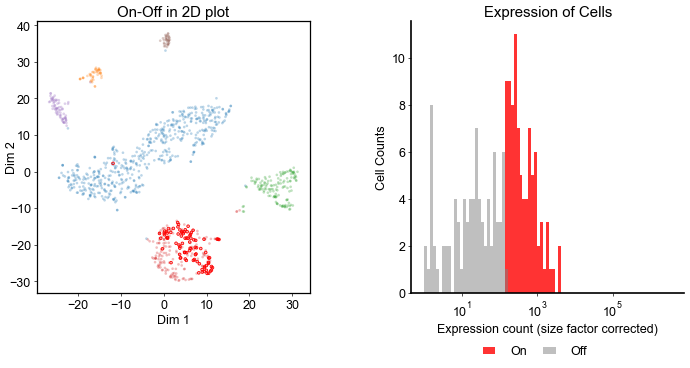 On-Off in 2D plot
40
30
20
10
0
−10
−20
−30
Dim 2
−20 −10 0 10 20 30
Dim 1
Expression of Cells
10
8
6
4
2
0
Cell Counts
10^1 10^3 10^5
Expression count (size factor corrected)
On Off